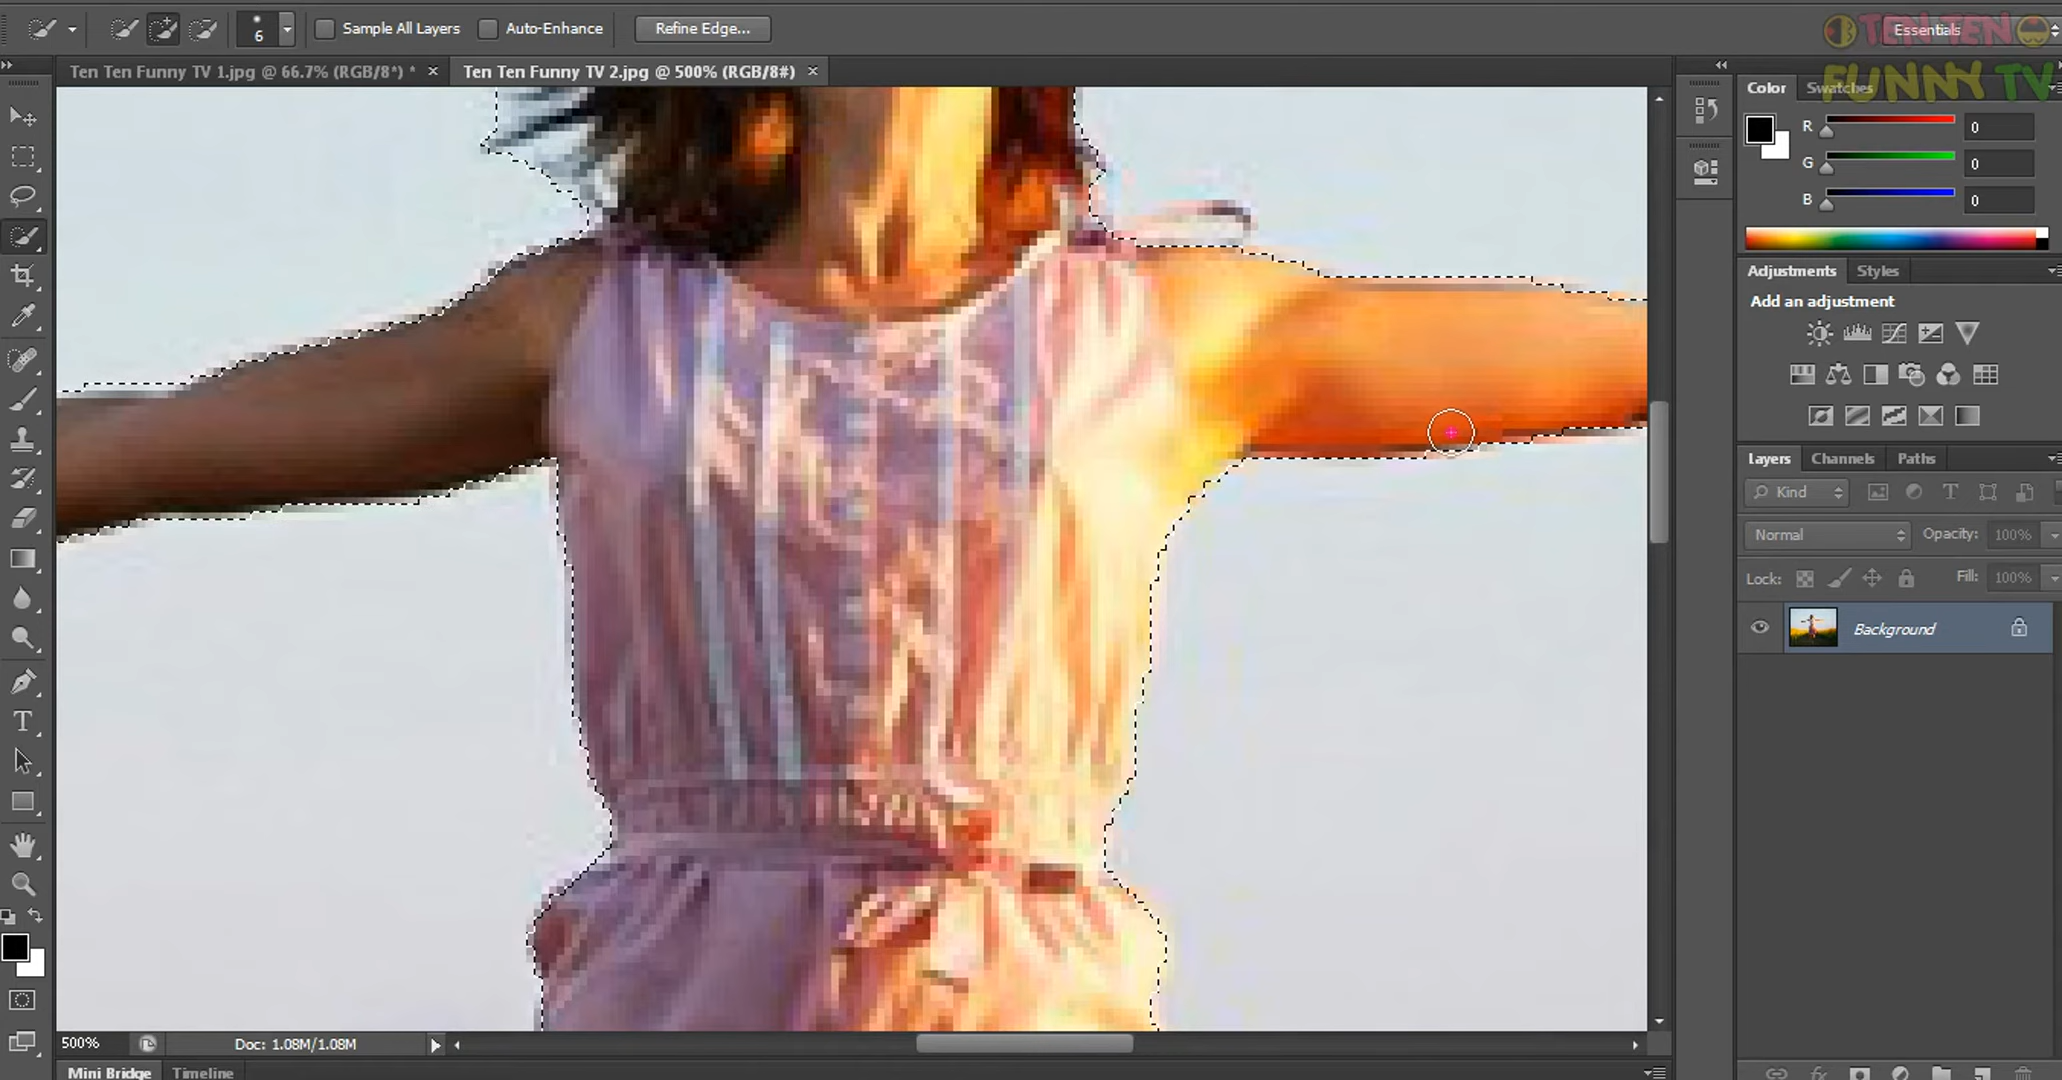 6
Sample All Layers
Auto-Enhance
Refine Edge...
Essentials
TEN TEN
FUNNY TV
Ten Ten Funny TV 1.jpg @ 66.7% (RGB/8*) *
Ten Ten Funny TV 2.jpg @ 500% (RGB/8#)
Color
Swatches
R
0
G
0
B
0
Adjustments
Styles
Add an adjustment
Layers
Channels
Paths
Kind
Normal
Opacity:
100%
Lock:
Fill:
100%
Background
500%
Doc: 1.08M/1.08M
Mini Bridge
Timeline